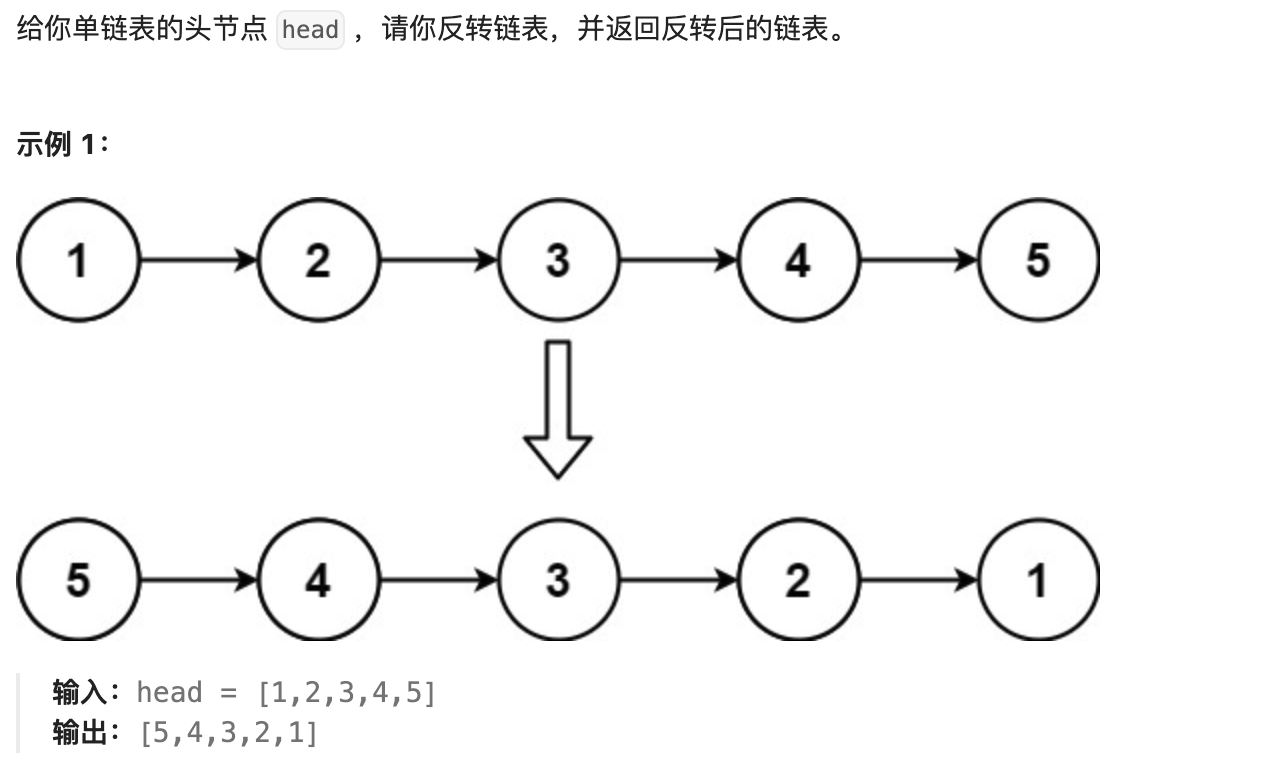 给你单链表的头节点 head ，请你反转链表，并返回反转后的链表。
示例 1：
1 2 3 4 5
5 4 3 2 1
输入：head = [1,2,3,4,5]
输出：[5,4,3,2,1]